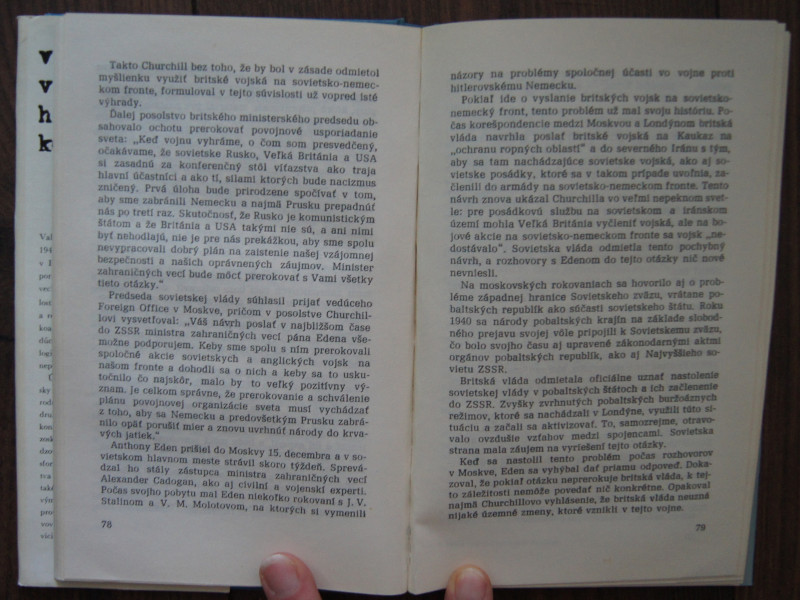 v
v
h
k
Takto Churchill bez toho, že by bol v zásade odmietol
myšlienku využiť britské vojská na sovietsko-nemec-
kom fronte, formuloval v tejto súvislosti už vopred isté
výhrady.
Ďalej posolstvo britského ministerského predsedu ob-
sahovalo ochotu prerokovať povojnové usporiadanie
sveta: „Keď vojnu vyhráme, o čom som presvedčený,
očakávame, že sovietske Rusko, Veľká Británia a USA
si zasadnú za konferenčný stôl víťazstva ako traja
hlavní účastníci a ako tí, silami ktorých bude nacizmus
zničený. Prvá úloha bude prirodzene spočívať v tom,
aby sme zabránili Nemecku a najmä Prusku prepadnúť
nás po tretí raz. Skutočnosť, že Rusko je komunistickým
štátom a že Británia a USA takými nie sú, a ani nimi
byť nehodlajú, nie je pre nás prekážkou, aby sme spolu
nevypracovali dobrý plán na zaistenie našej vzájomnej
bezpečnosti a našich oprávnených záujmov. Minister
zahraničných vecí bude môcť prerokovať s Vami všetky
tieto otázky.“
Predseda sovietskej vlády súhlasil prijať vedúceho
Foreign Office v Moskve, pričom v posolstve Churchil-
lovi vysvetľoval: „Váš návrh poslať v najbližšom čase
do ZSSR ministra zahraničných vecí pána Edena vše-
možne podporujem. Keby sme spolu s ním prerokovali
spoločné akcie sovietskych a anglických vojsk na
našom fronte a dohodli sa o nich a keby sa to usku-
točnilo čo najskôr, malo by to veľký pozitívny vý-
znam. Je celkom správne, že prerokovanie a schválenie
plánu povojnovej organizácie sveta musí vychádzať
z toho, aby sa Nemecku a predovšetkým Prusku zabrá-
nilo opäť porušiť mier a znovu uvrhnúť národy do krva-
vých jatiek.“
Anthony Eden prišiel do Moskvy 15. decembra a v so-
vietskom hlavnom meste strávil skoro týždeň. Sprevá-
dzal ho stály zástupca ministra zahraničných vecí
Alexander Cadogan, ako aj civilní a vojenskí experti.
Počas svojho pobytu mal Eden niekoľko rokovaní s J. V.
Stalinom a V. M. Molotovom, na ktorých si vymenili
78
názory na problémy spoločnej účasti vo vojne proti
hitlerovskému Nemecku.
Pokiaľ ide o vyslanie britských vojsk na sovietsko-
nemecký front, tento problém už mal svoju históriu. Po-
čas korešpondencie medzi Moskvou a Londýnom britská
vláda navrhla poslať britské vojská na Kaukaz na
„ochranu ropných oblastí“ a do severného Iránu s tým,
aby sa tam nachádzajúce sovietske vojská, ako aj so-
vietske posádky, ktoré sa v takom prípade uvoľnia, za-
členili do armády na sovietsko-nemeckom fronte. Tento
návrh znova ukázal Churchilla vo veľmi nepeknom svet-
le: pre posádkovú službu na sovietskom a iránskom
území mohla Veľká Británia vyčleniť vojská, ale na bo-
jové akcie na sovietsko-nemeckom fronte sa vojsk „ne-
dostávalo“. Sovietska vláda odmietla tento pochybný
návrh, a rozhovory s Edenom do tejto otázky nič nové
nevniesli.
Na moskovských rokovaniach sa hovorilo aj o prob-
léme západnej hranice Sovietskeho zväzu, vrátane po-
baltských republík ako súčasti sovietskeho štátu. Roku
1940 sa národy pobaltských krajín na základe slobod-
ného prejavu svojej vôle pripojili k Sovietskemu zväzu,
čo bolo svojho času aj upravené zákonodarnými aktmi
orgánov pobaltských republík, ako aj Najvyššieho so-
vietu ZSSR.
Britská vláda odmietala oficiálne uznať nastolenie
sovietskej vlády v pobaltských štátoch a ich začlenenie
do ZSSR. Zvyšky zvrhnutých pobaltských buržoáznych
režimov, ktoré sa nachádzali v Londýne, využili túto si-
tuáciu a začali sa aktivizovať. To, samozrejme, otravo-
valo ovzdušie vzťahov medzi spojencami. Sovietska
strana mala záujem na vyriešení tejto otázky.
Keď sa nastolil tento problém počas rozhovorov
v Moskve, Eden sa vyhýbal dať priamu odpoveď. Doka-
zoval, že pokiaľ otázku neprerokuje britská vláda, k tej-
to záležitosti nemôže povedať nič konkrétne. Opakoval
najmä Churchillovo vyhlásenie, že britská vláda neuzná
nijaké územné zmeny, ktoré vznikli v tejto vojne.
79